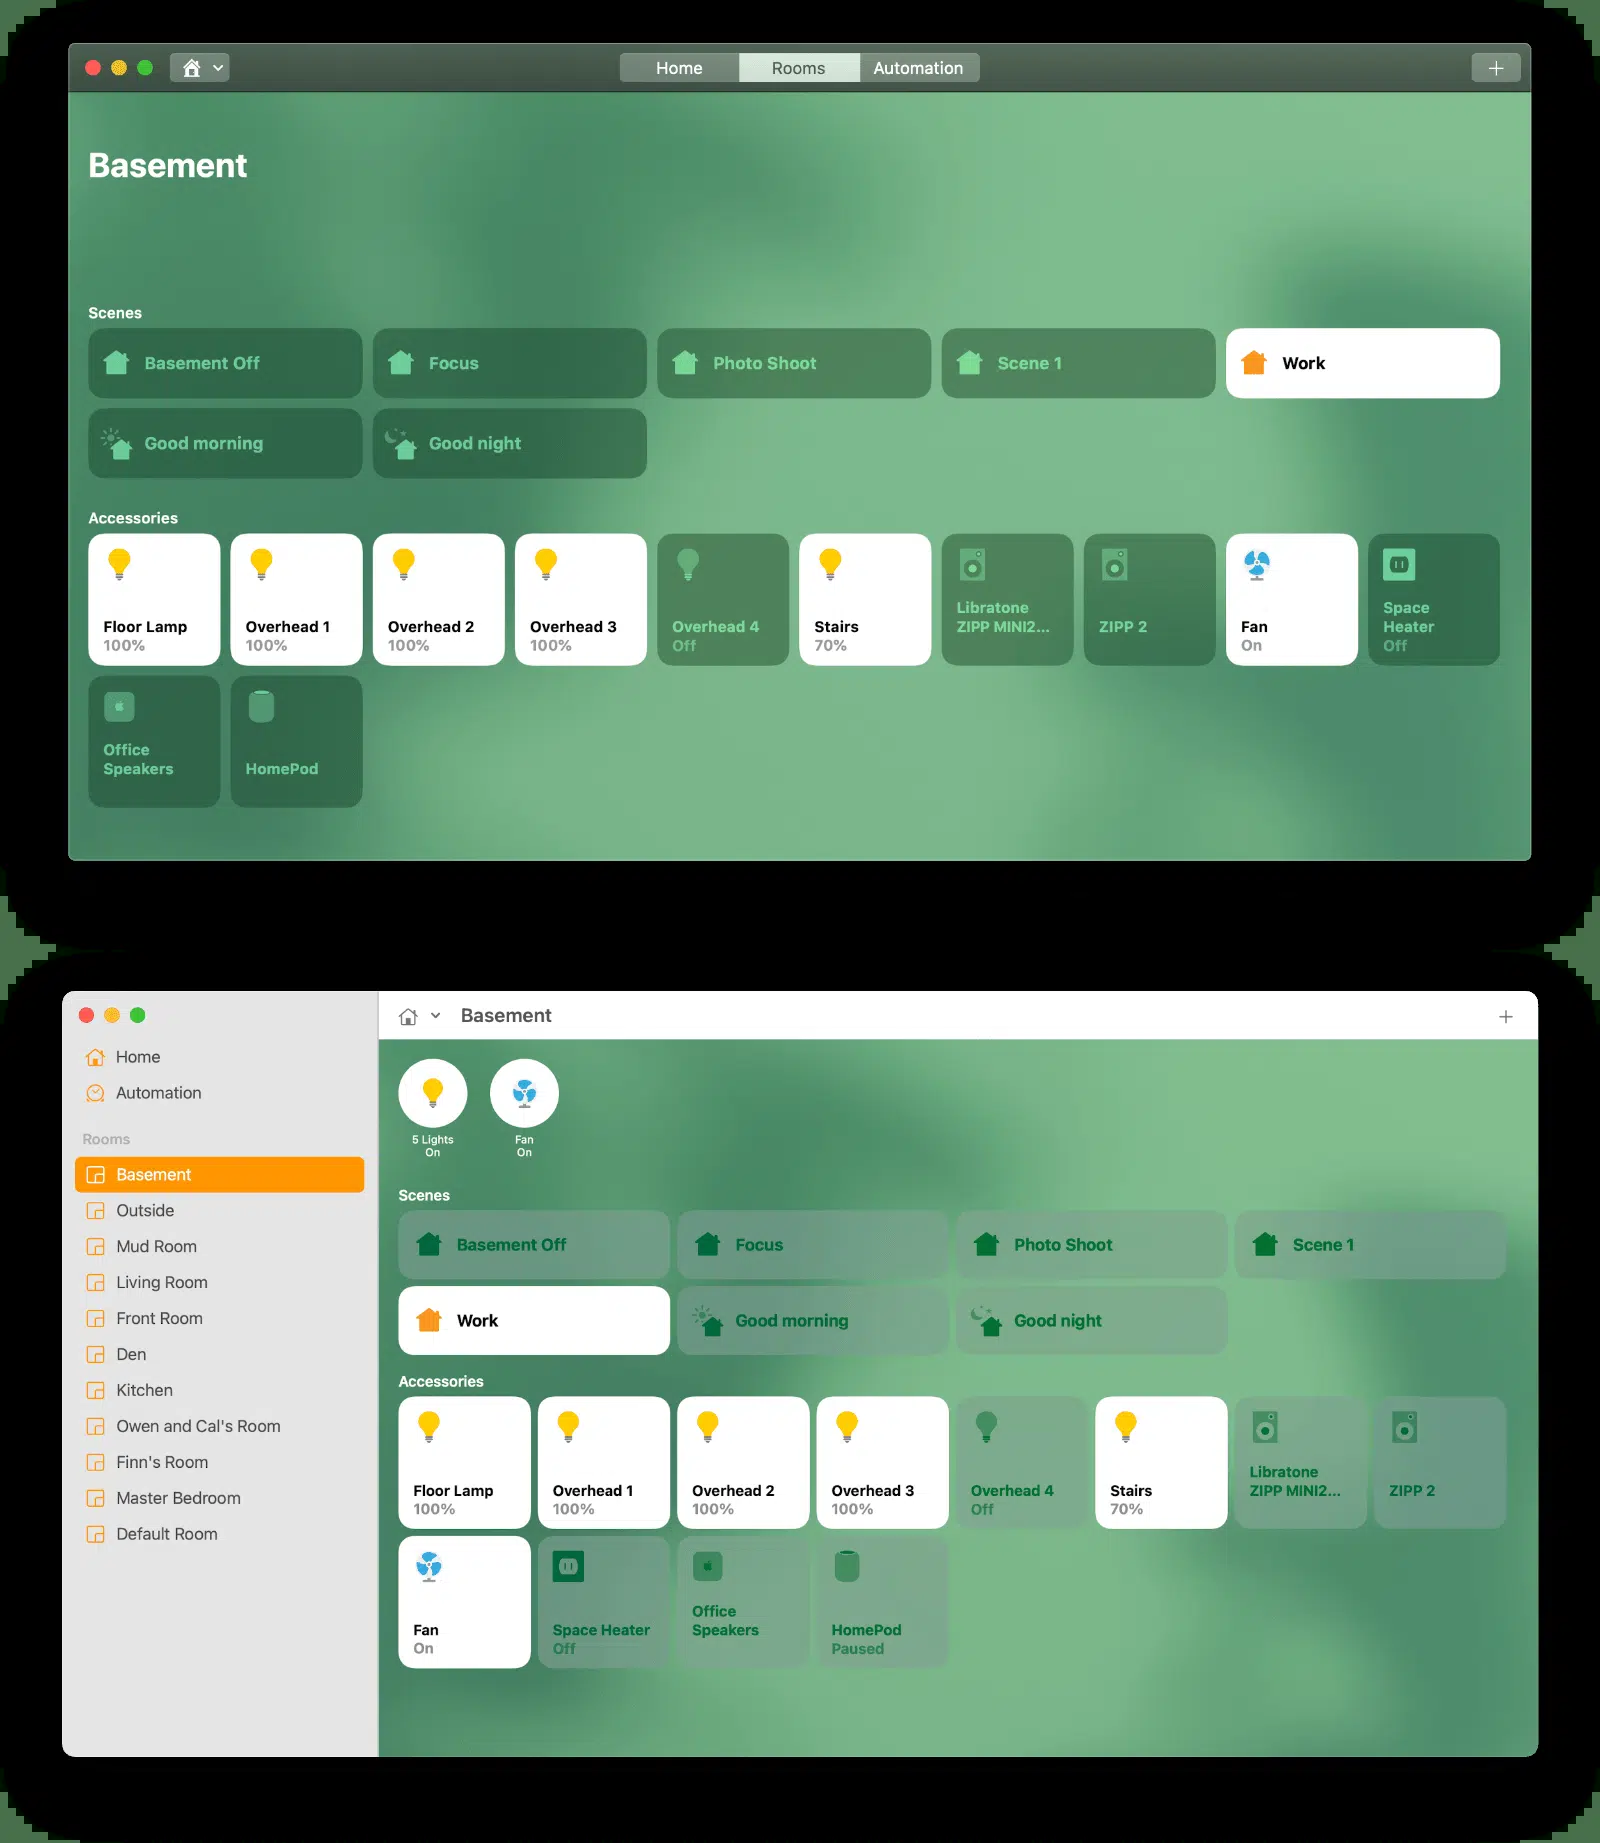 Home
Rooms
Automation
Basement
Scenes
Basement Off
Focus
Photo Shoot
Scene 1
Work
Good morning
Good night
Accessories
Floor Lamp
100%
Overhead 1
100%
Overhead 2
100%
Overhead 3
100%
Overhead 4
Off
Stairs
70%
Libratone
ZIPP MINI2...
ZIPP 2
Fan
On
Space
Heater
Off
Office
Speakers
HomePod
Home
Automation
Rooms
Basement
Outside
Mud Room
Living Room
Front Room
Den
Kitchen
Owen and Cal's Room
Finn's Room
Master Bedroom
Default Room
Basement
5 Lights
On
Fan
On
Scenes
Basement Off
Focus
Photo Shoot
Scene 1
Work
Good morning
Good night
Accessories
Floor Lamp
100%
Overhead 1
100%
Overhead 2
100%
Overhead 3
100%
Overhead 4
Off
Stairs
70%
Libratone
ZIPP MINI2...
ZIPP 2
Fan
On
Space Heater
Off
Office
Speakers
HomePod
Paused